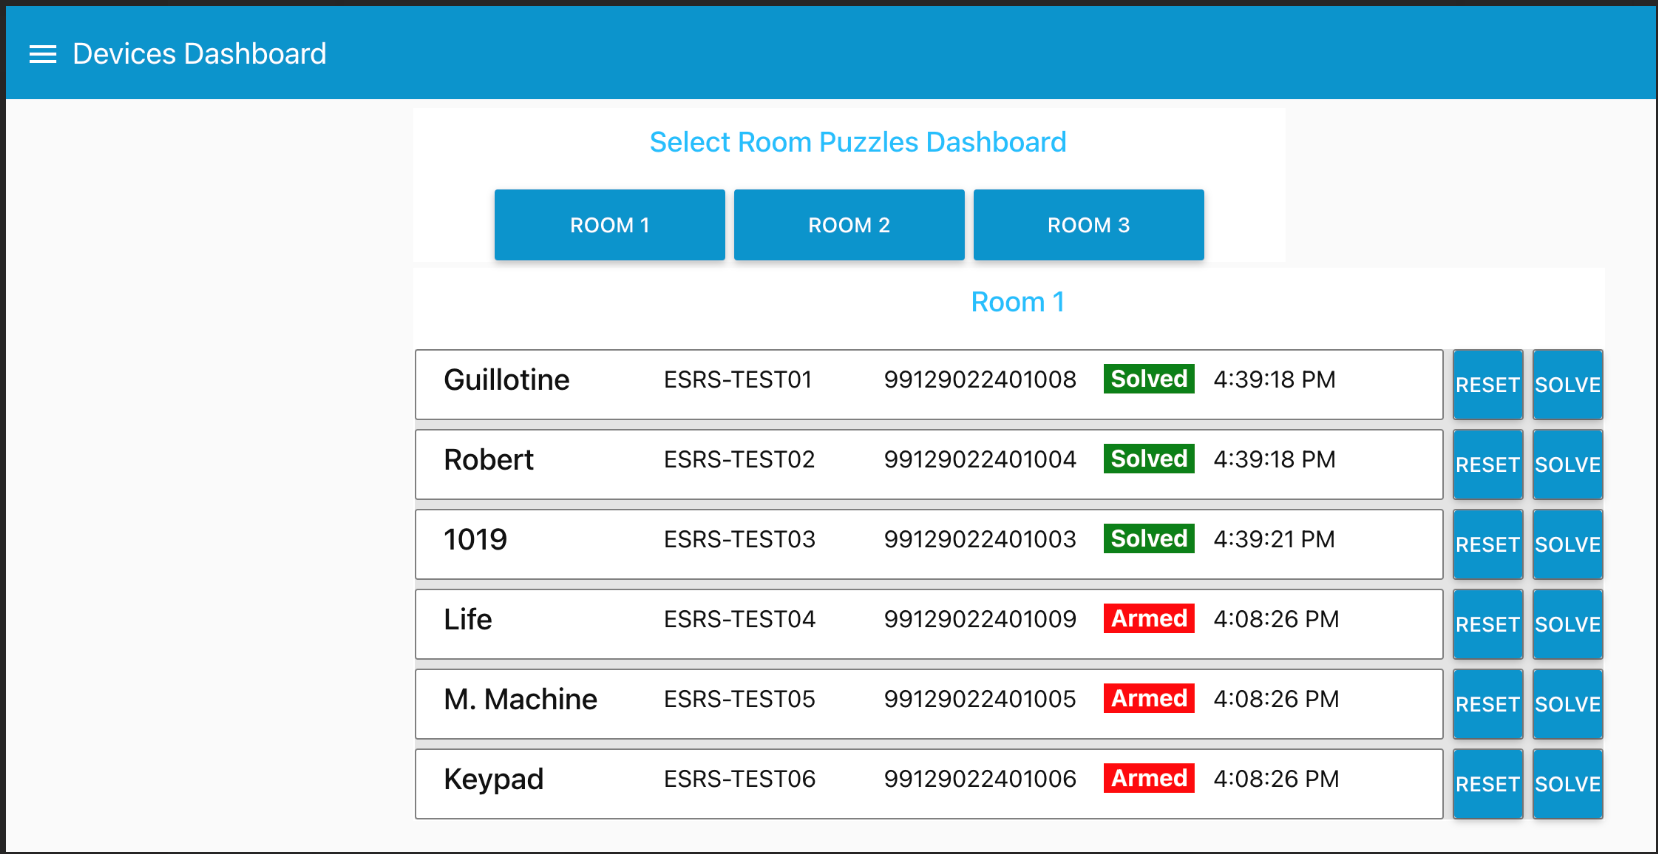 Devices Dashboard
Select Room Puzzles Dashboard
ROOM 1 ROOM 2 ROOM 3
Room 1
Guillotine ESRS-TEST01 99129022401008 Solved 4:39:18 PM RESET SOLVE
Robert ESRS-TEST02 99129022401004 Solved 4:39:18 PM RESET SOLVE
1019 ESRS-TEST03 99129022401003 Solved 4:39:21 PM RESET SOLVE
Life ESRS-TEST04 99129022401009 Armed 4:08:26 PM RESET SOLVE
M. Machine ESRS-TEST05 99129022401005 Armed 4:08:26 PM RESET SOLVE
Keypad ESRS-TEST06 99129022401006 Armed 4:08:26 PM RESET SOLVE